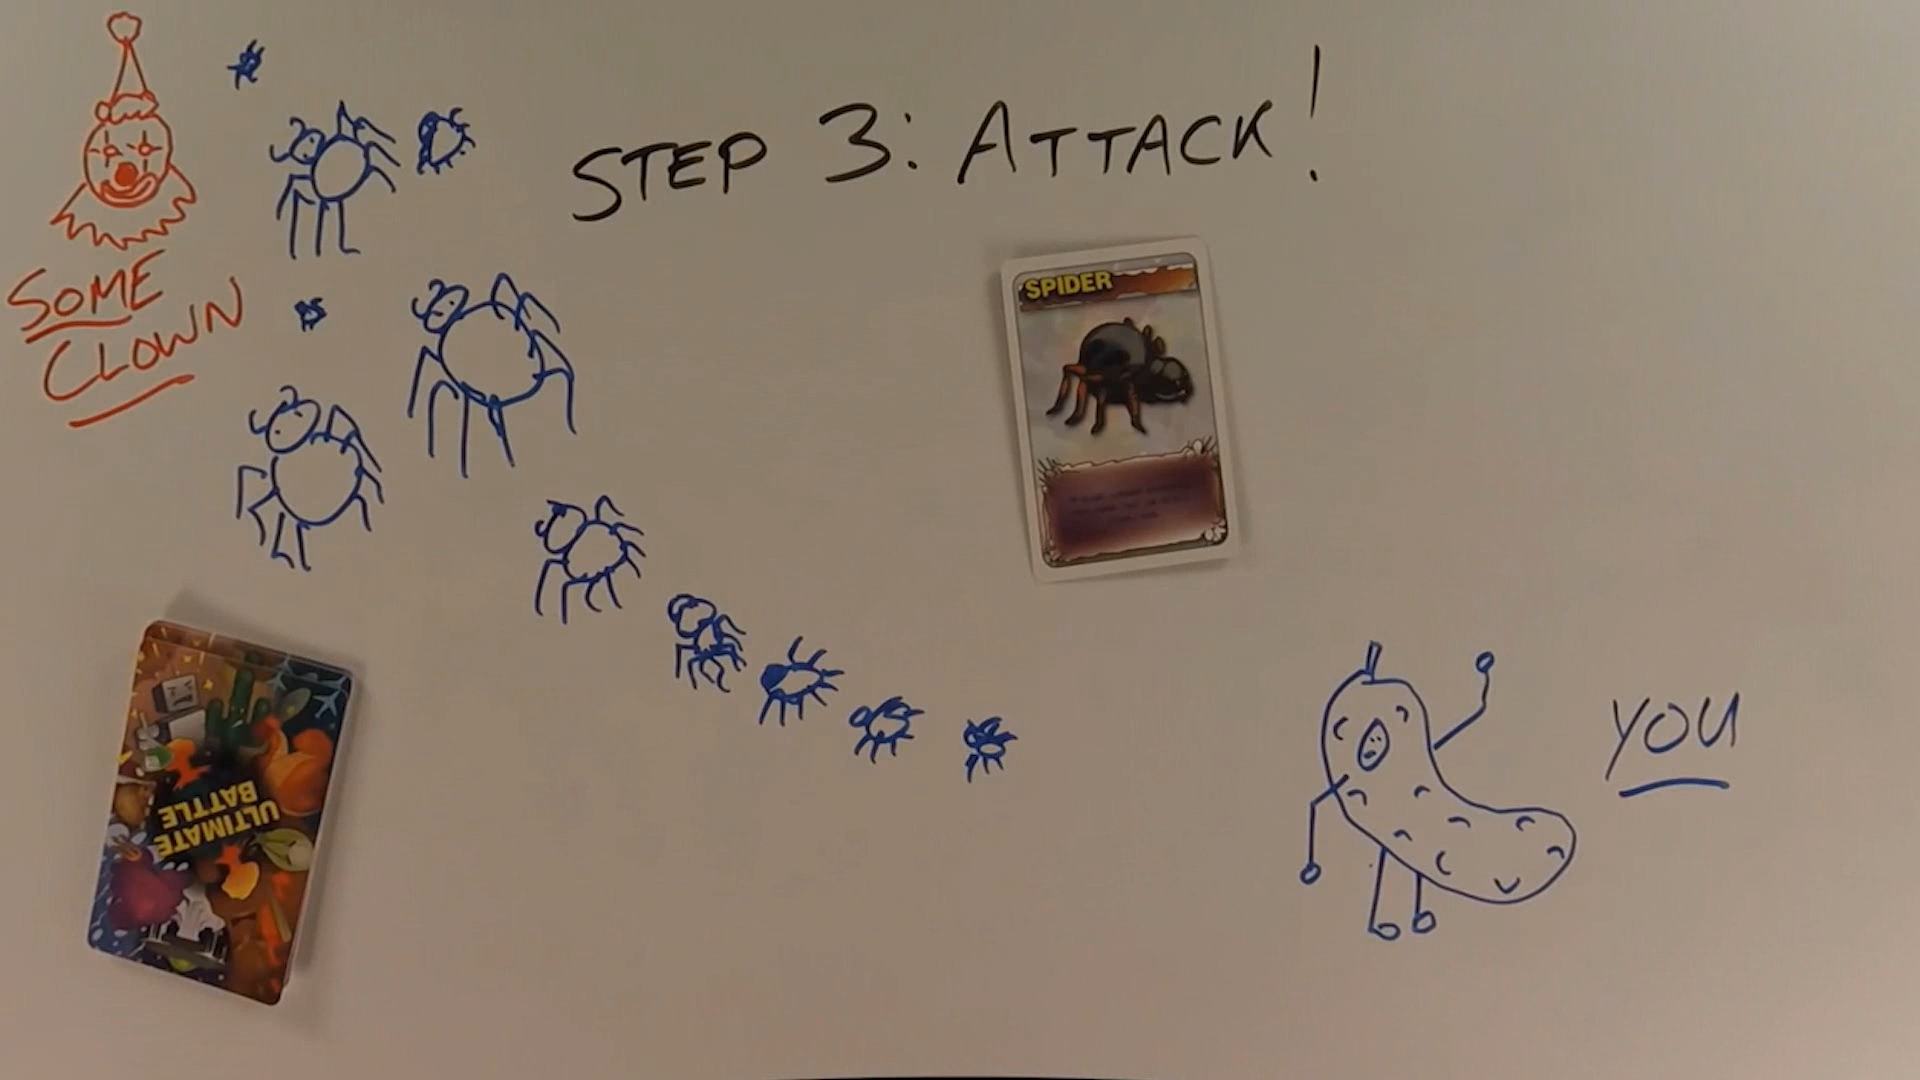 STEP 3: ATTACK!
SOME
CLOWN
SPIDER
YOU
ULTIMATE
BATTLE